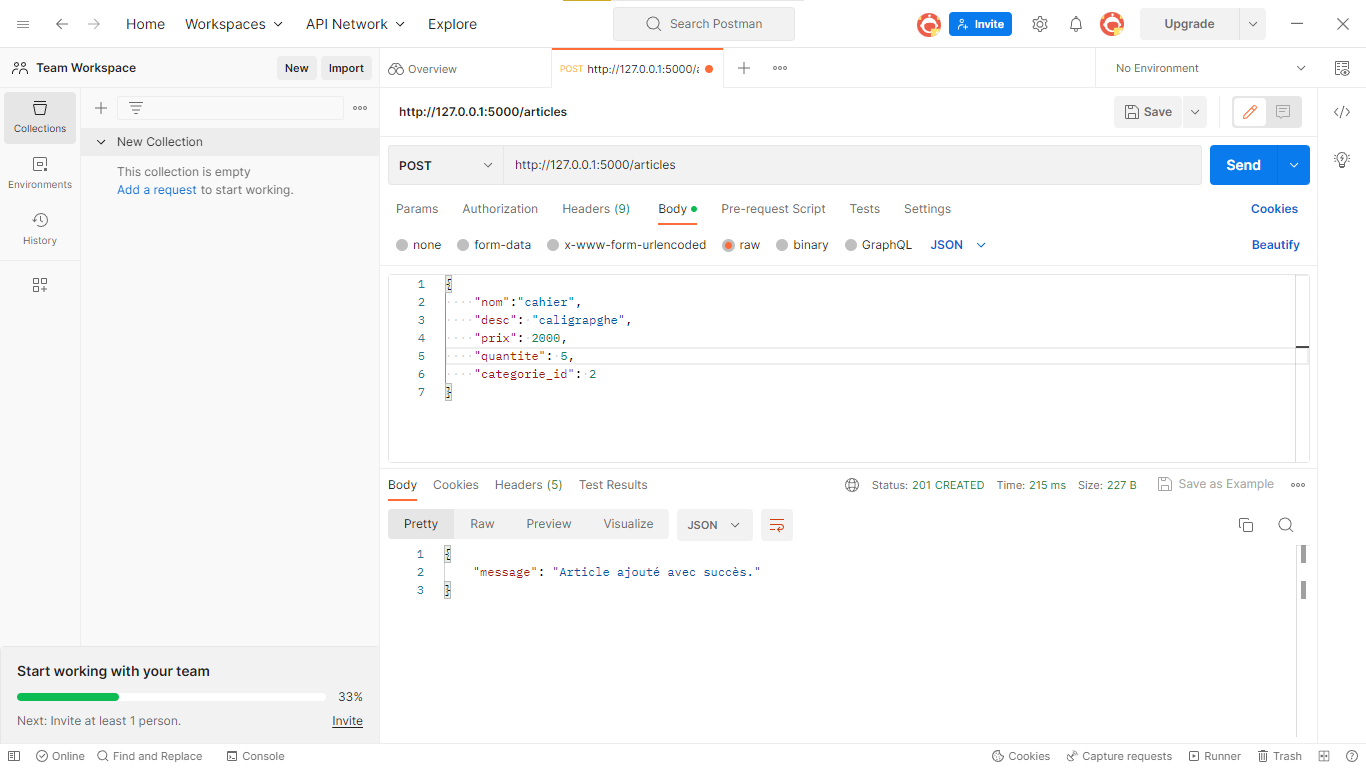 Home Workspaces API Network Explore Search Postman Invite Upgrade
Team Workspace New Import Overview POST http://127.0.0.1:5000/a No Environment
Collections
Environments
History
New Collection
This collection is empty
Add a request to start working.
http://127.0.0.1:5000/articles Save
POST http://127.0.0.1:5000/articles Send
Params Authorization Headers (9) Body Pre-request Script Tests Settings Cookies
none form-data x-www-form-urlencoded raw binary GraphQL JSON Beautify
1 {
2 "nom":"cahier",
3 "desc": "caligrapghe",
4 "prix": 2000,
5 "quantite": 5,
6 "categorie_id": 2
7 }
Body Cookies Headers (5) Test Results Status: 201 CREATED Time: 215 ms Size: 227 B Save as Example
Pretty Raw Preview Visualize JSON
1 {
2 "message": "Article ajouté avec succès."
3 }
Start working with your team
33%
Next: Invite at least 1 person. Invite
Online Find and Replace Console Cookies Capture requests Runner Trash